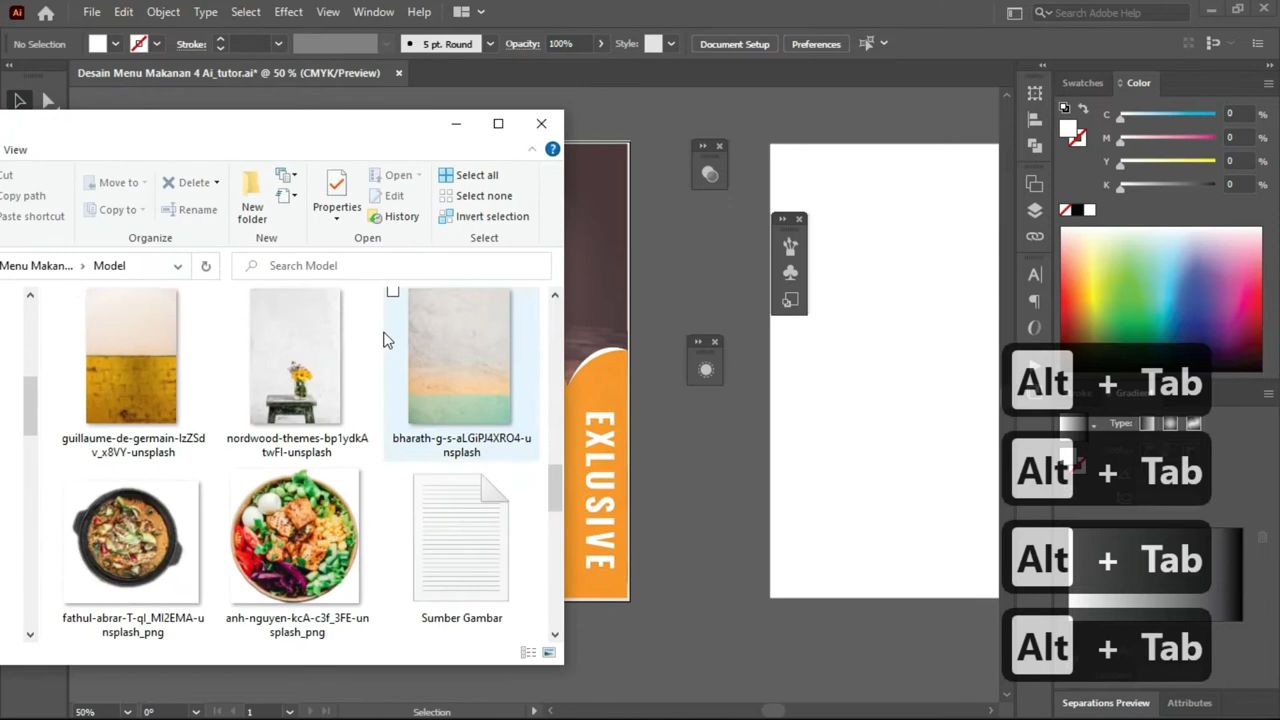 Ai File Edit Object Type Select Effect View Window Help Search Adobe Help
No Selection Stroke: 5 pt. Round Opacity: 100% Style: Document Setup Preferences
Desain Menu Makanan 4 Ai_tutor.ai* @ 50 % (CMYK/Preview)
Swatches Color
C 0 %
M 0 %
Y 0 %
K 0 %
View
Cut
Copy path
Paste shortcut
Move to Delete
Copy to Rename
Organize
New
folder
New
Properties
Open
Edit
History
Open
Select all
Select none
Invert selection
Select
Menu Makan... Model Search Model
guillaume-de-germain-IzZSd
v_x8VY-unsplash
nordwood-themes-bp1ydkA
twFI-unsplash
bharath-g-s-aLGiPJ4XRO4-u
nsplash
fathul-abrar-T-qI_MI2EMA-u
nsplash_png
anh-nguyen-kcA-c3f_3FE-un
splash_png
Sumber Gambar
EXLUSIVE
Type:
Alt + Tab
Alt + Tab
Alt + Tab
Alt + Tab
50% 0° 1 Selection
Separations Preview Attributes